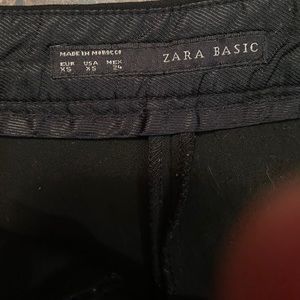 MADE IN MOROCCO
EUR USA MEX
XS XS 24
ZARA BASIC